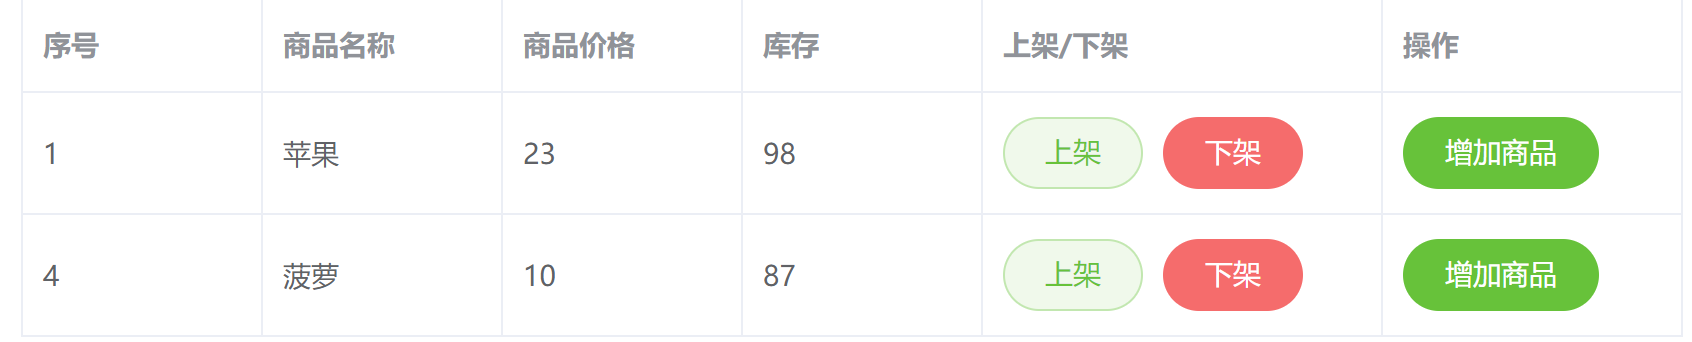 序号 商品名称 商品价格 库存 上架/下架 操作
1 苹果 23 98 上架 下架 增加商品
4 菠萝 10 87 上架 下架 增加商品